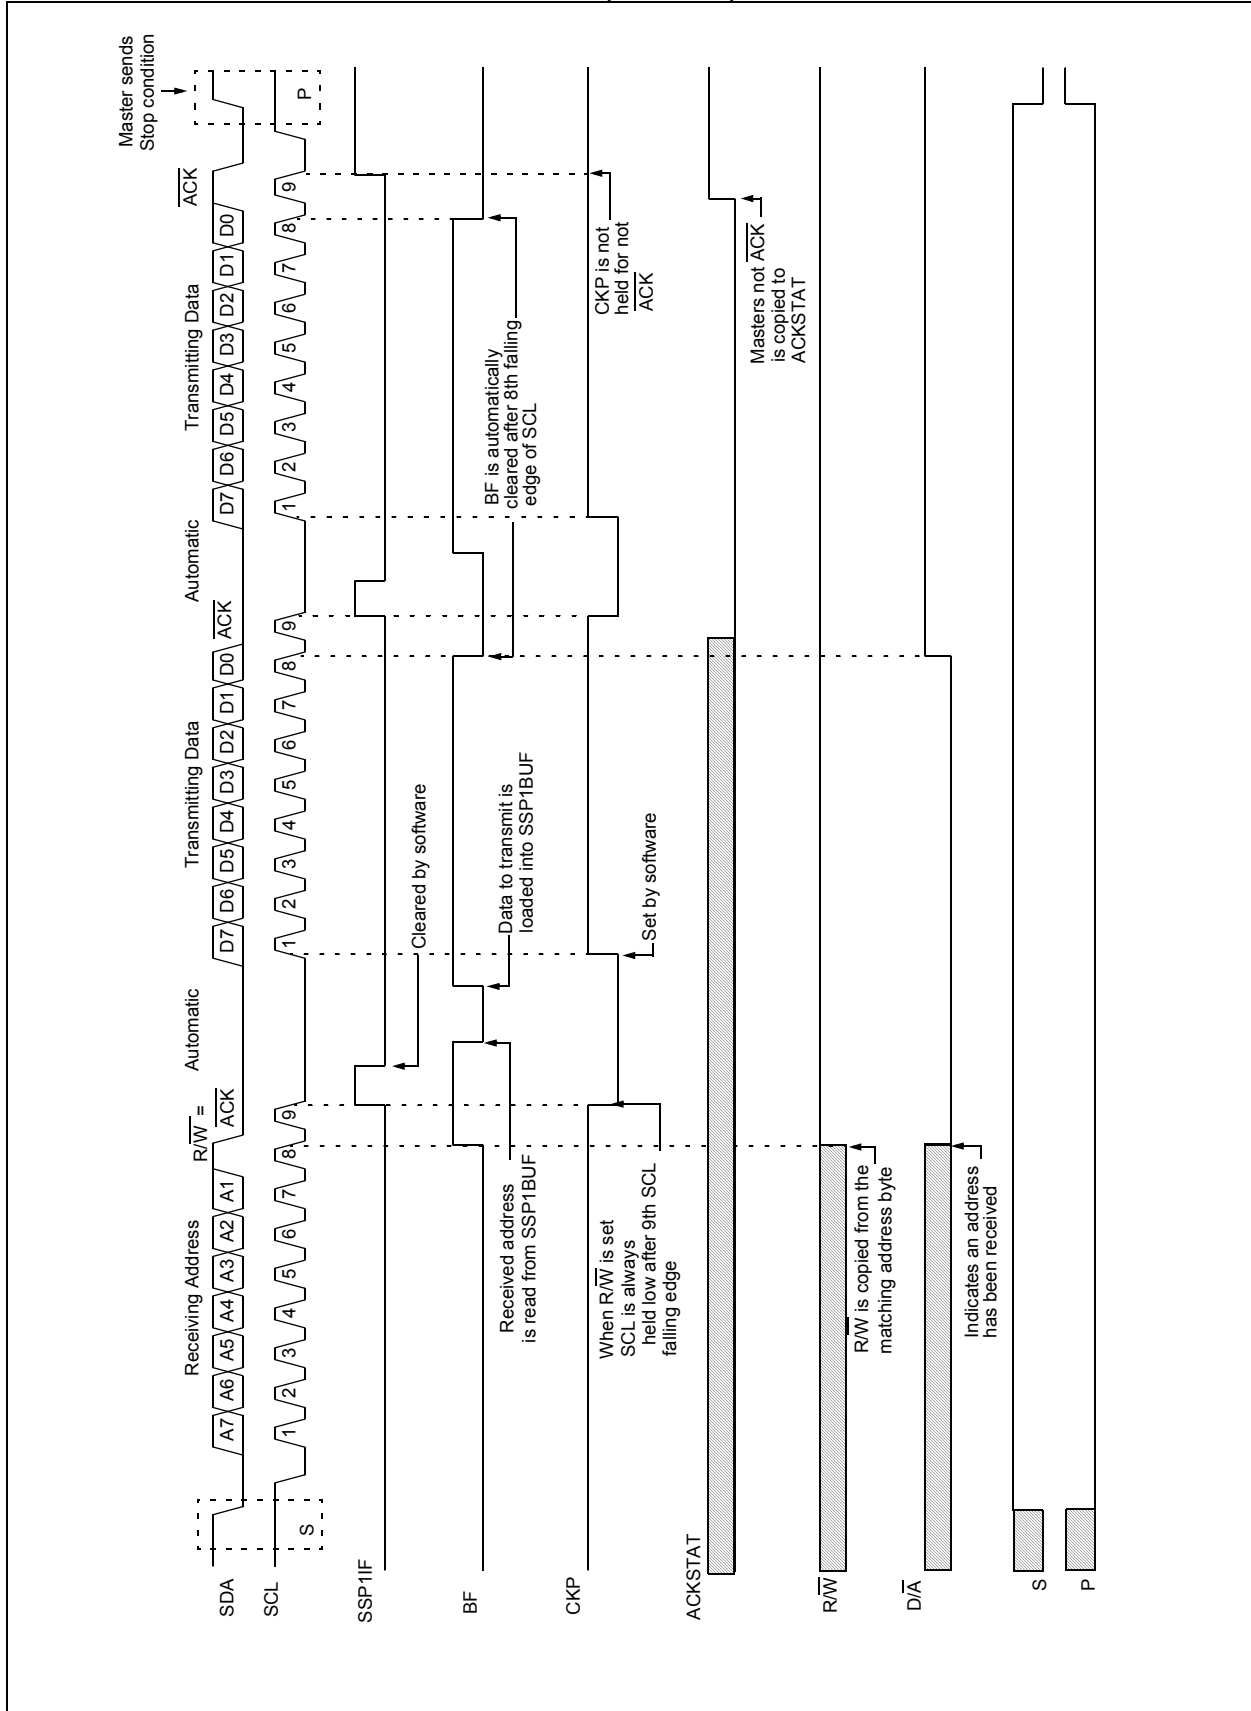 Master sends
Stop condition
Receiving Address R/W = ACK Automatic Transmitting Data ACK Automatic Transmitting Data ACK
SDA A7 A6 A5 A4 A3 A2 A1 D7 D6 D5 D4 D3 D2 D1 D0 D7 D6 D5 D4 D3 D2 D1 D0
SCL S 1 2 3 4 5 6 7 8 9 1 2 3 4 5 6 7 8 9 1 2 3 4 5 6 7 8 9 P
SSP1IF
Cleared by software
BF
Received address
is read from SSP1BUF
Data to transmit is
loaded into SSP1BUF
BF is automatically
cleared after 8th falling
edge of SCL
CKP
When R/W is set
SCL is always
held low after 9th SCL
falling edge
Set by software
CKP is not
held for not
ACK
ACKSTAT
Masters not ACK
is copied to
ACKSTAT
R/W
R/W is copied from the
matching address byte
D/A
Indicates an address
has been received
S
P